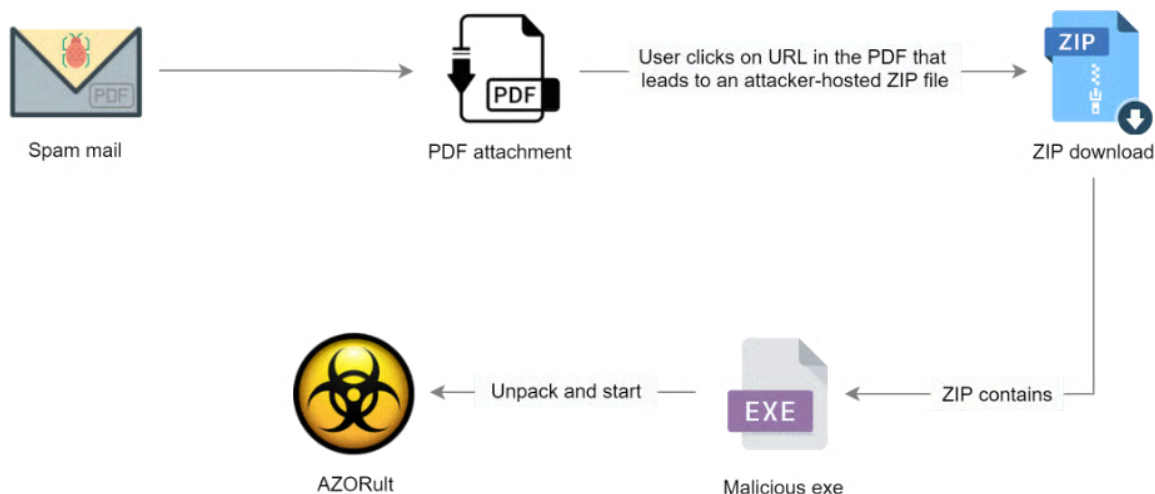 PDF
Spam mail
PDF
PDF attachment
User clicks on URL in the PDF that
leads to an attacker-hosted ZIP file
ZIP
ZIP download
AZORult
Unpack and start
EXE
Malicious exe
ZIP contains